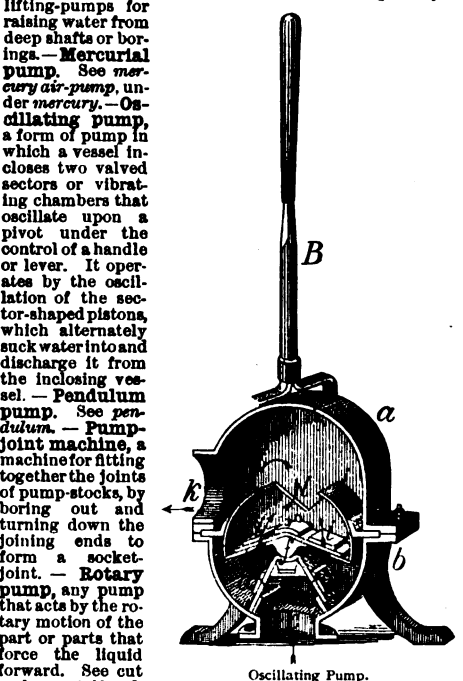 lifting-pumps for
raising water from
deep shafts or bor-
ings.—Mercurial
pump. See mer-
cury air-pump, un-
der mercury.—Os-
cillating pump,
a form of pump in
which a vessel in-
closes two valved
sectors or vibrat-
ing chambers that
oscillate upon a
pivot under the
control of a handle
or lever. It oper-
ates by the oscil-
lation of the sec-
tor-shaped pistons,
which alternately
suck water into and
discharge it from
the inclosing ves-
sel. — Pendulum
pump. See pen-
dulum. — Pump-
joint machine, a
machine for fitting
together the joints
of pump-stocks, by
boring out and
turning down the
joining ends to
form a socket-
joint. — Rotary
pump, any pump
that acts by the ro-
tary motion of the
part or parts that
force the liquid
forward. See cut
B
a
k
b
Oscillating Pump.